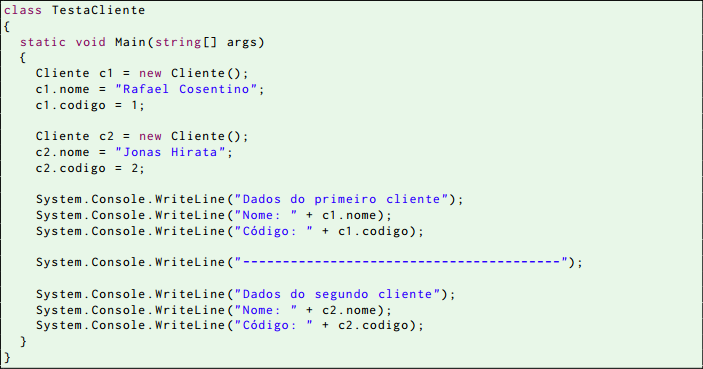 class TestaCliente
{
static void Main(string[] args)
{
Cliente c1 = new Cliente();
c1.nome = "Rafael Cosentino";
c1.codigo = 1;
Cliente c2 = new Cliente();
c2.nome = "Jonas Hirata";
c2.codigo = 2;
System.Console.WriteLine("Dados do primeiro cliente");
System.Console.WriteLine("Nome: " + c1.nome);
System.Console.WriteLine("Código: " + c1.codigo);
System.Console.WriteLine("----------------------------------------");
System.Console.WriteLine("Dados do segundo cliente");
System.Console.WriteLine("Nome: " + c2.nome);
System.Console.WriteLine("Código: " + c2.codigo);
}
}